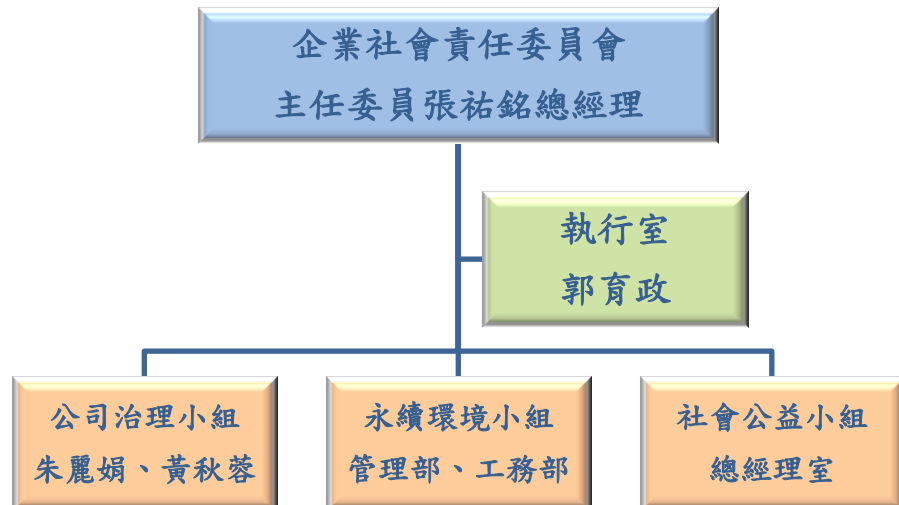 企業社會責任委員會
主任委員張祐銘總經理
執行室
郭育政
公司治理小組
朱麗娟、黃秋蓉
永續環境小組
管理部、工務部
社會公益小組
總經理室